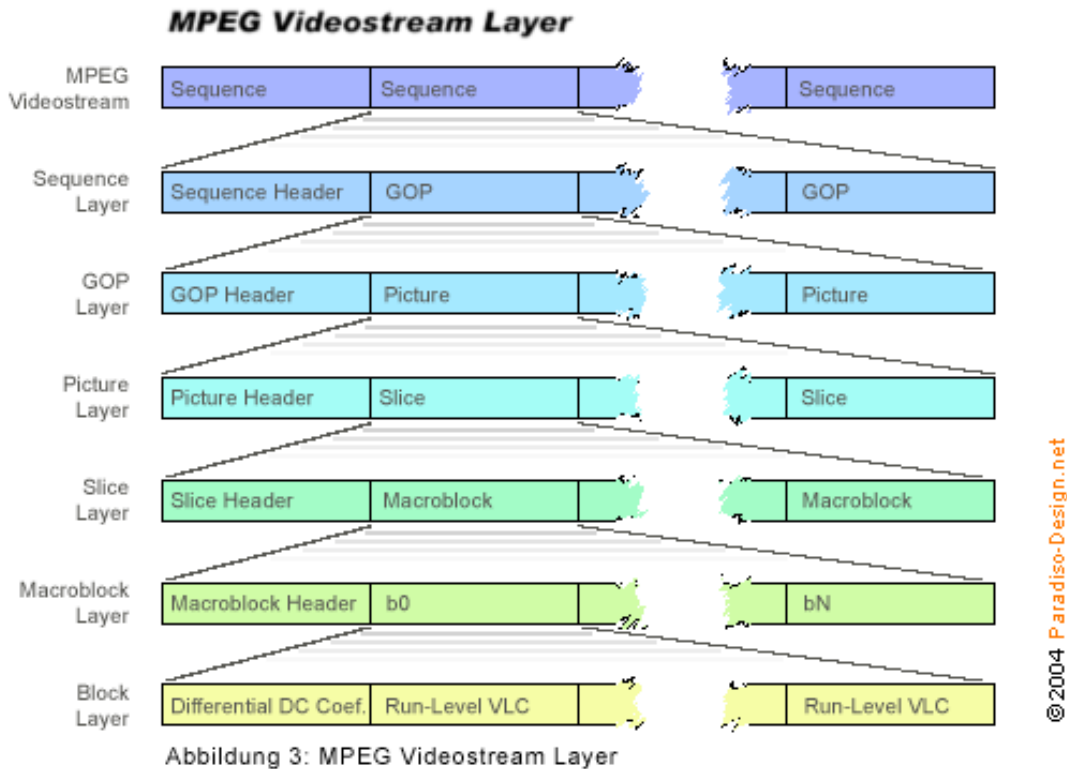 MPEG Videostream Layer
MPEG
Videostream
Sequence
Sequence
Sequence
Sequence
Layer
Sequence Header
GOP
GOP
GOP
Layer
GOP Header
Picture
Picture
Picture
Layer
Picture Header
Slice
Slice
Slice
Layer
Slice Header
Macroblock
Macroblock
Macroblock
Layer
Macroblock Header
b0
bN
Block
Layer
Differential DC Coef.
Run-Level VLC
Run-Level VLC
Abbildung 3: MPEG Videostream Layer
©2004 Paradiso-Design.net